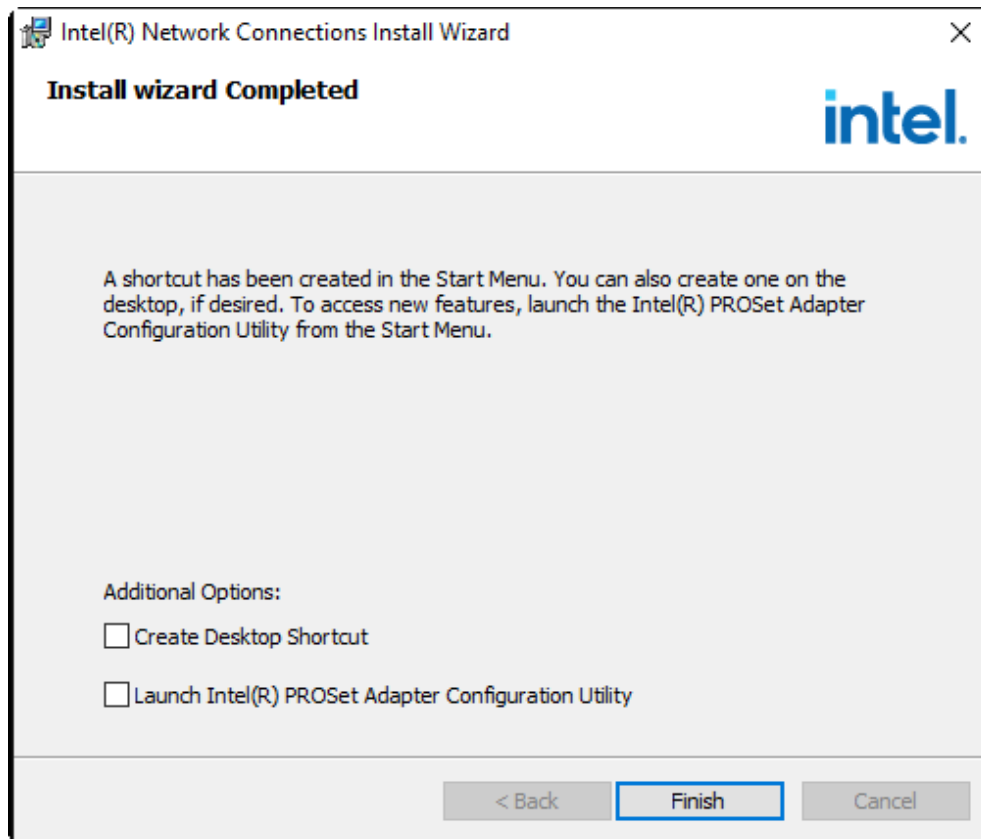 Intel(R) Network Connections Install Wizard
Install wizard Completed
intel.
A shortcut has been created in the Start Menu. You can also create one on the
desktop, if desired. To access new features, launch the Intel(R) PROSet Adapter
Configuration Utility from the Start Menu.
Additional Options:
Create Desktop Shortcut
Launch Intel(R) PROSet Adapter Configuration Utility
< Back
Finish
Cancel